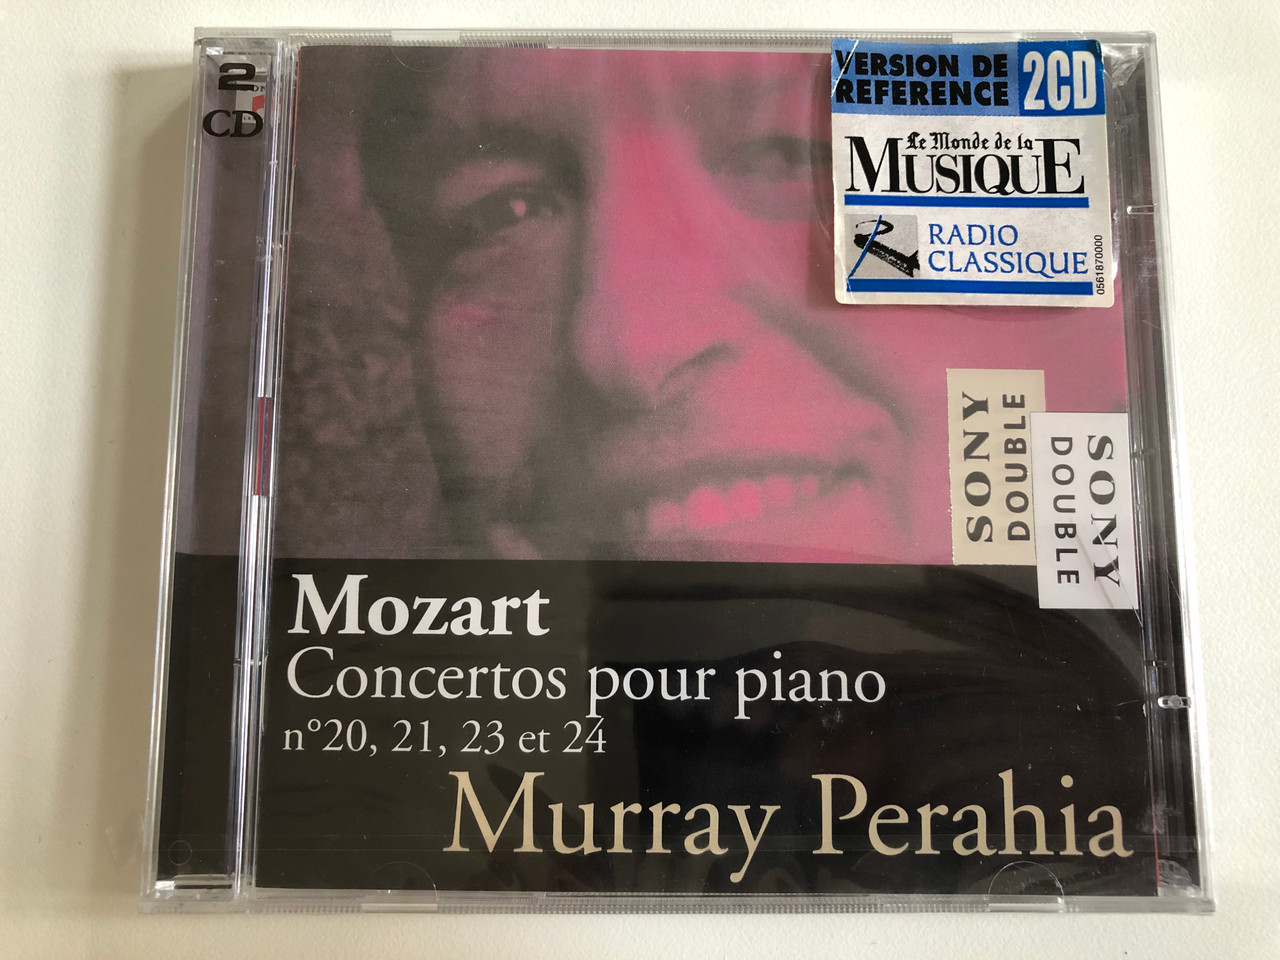 2
CD
VERSION DE
REFERENCE
2CD
Le Monde de la
MUSIQUE
RADIO
CLASSIQUE
0561870000
SONY
DOUBLE
SONY
DOUBLE
Mozart
Concertos pour piano
n°20, 21, 23 et 24
Murray Perahia